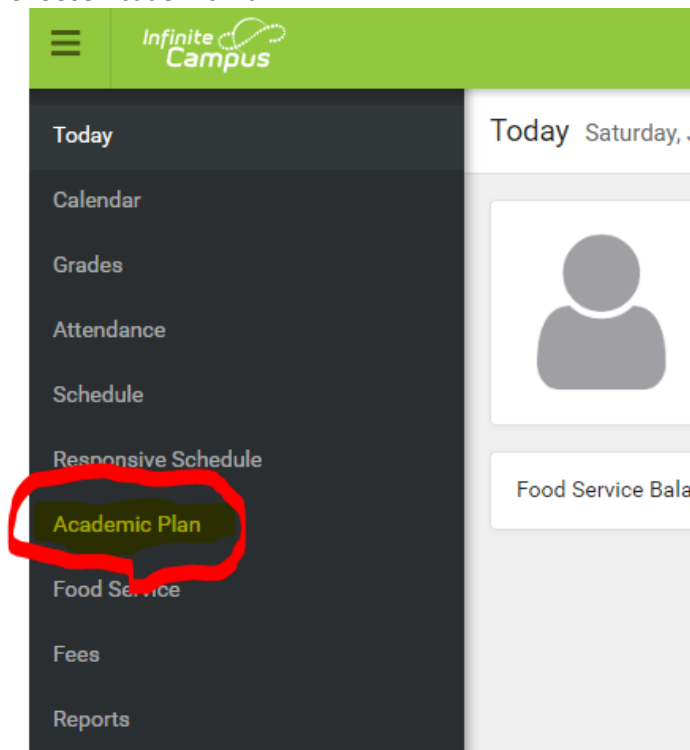 Infinite
Campus
Today
Today Saturday,
Calendar
Grades
Attendance
Schedule
Responsive Schedule
Academic Plan
Food Service Bala
Food Service
Fees
Reports